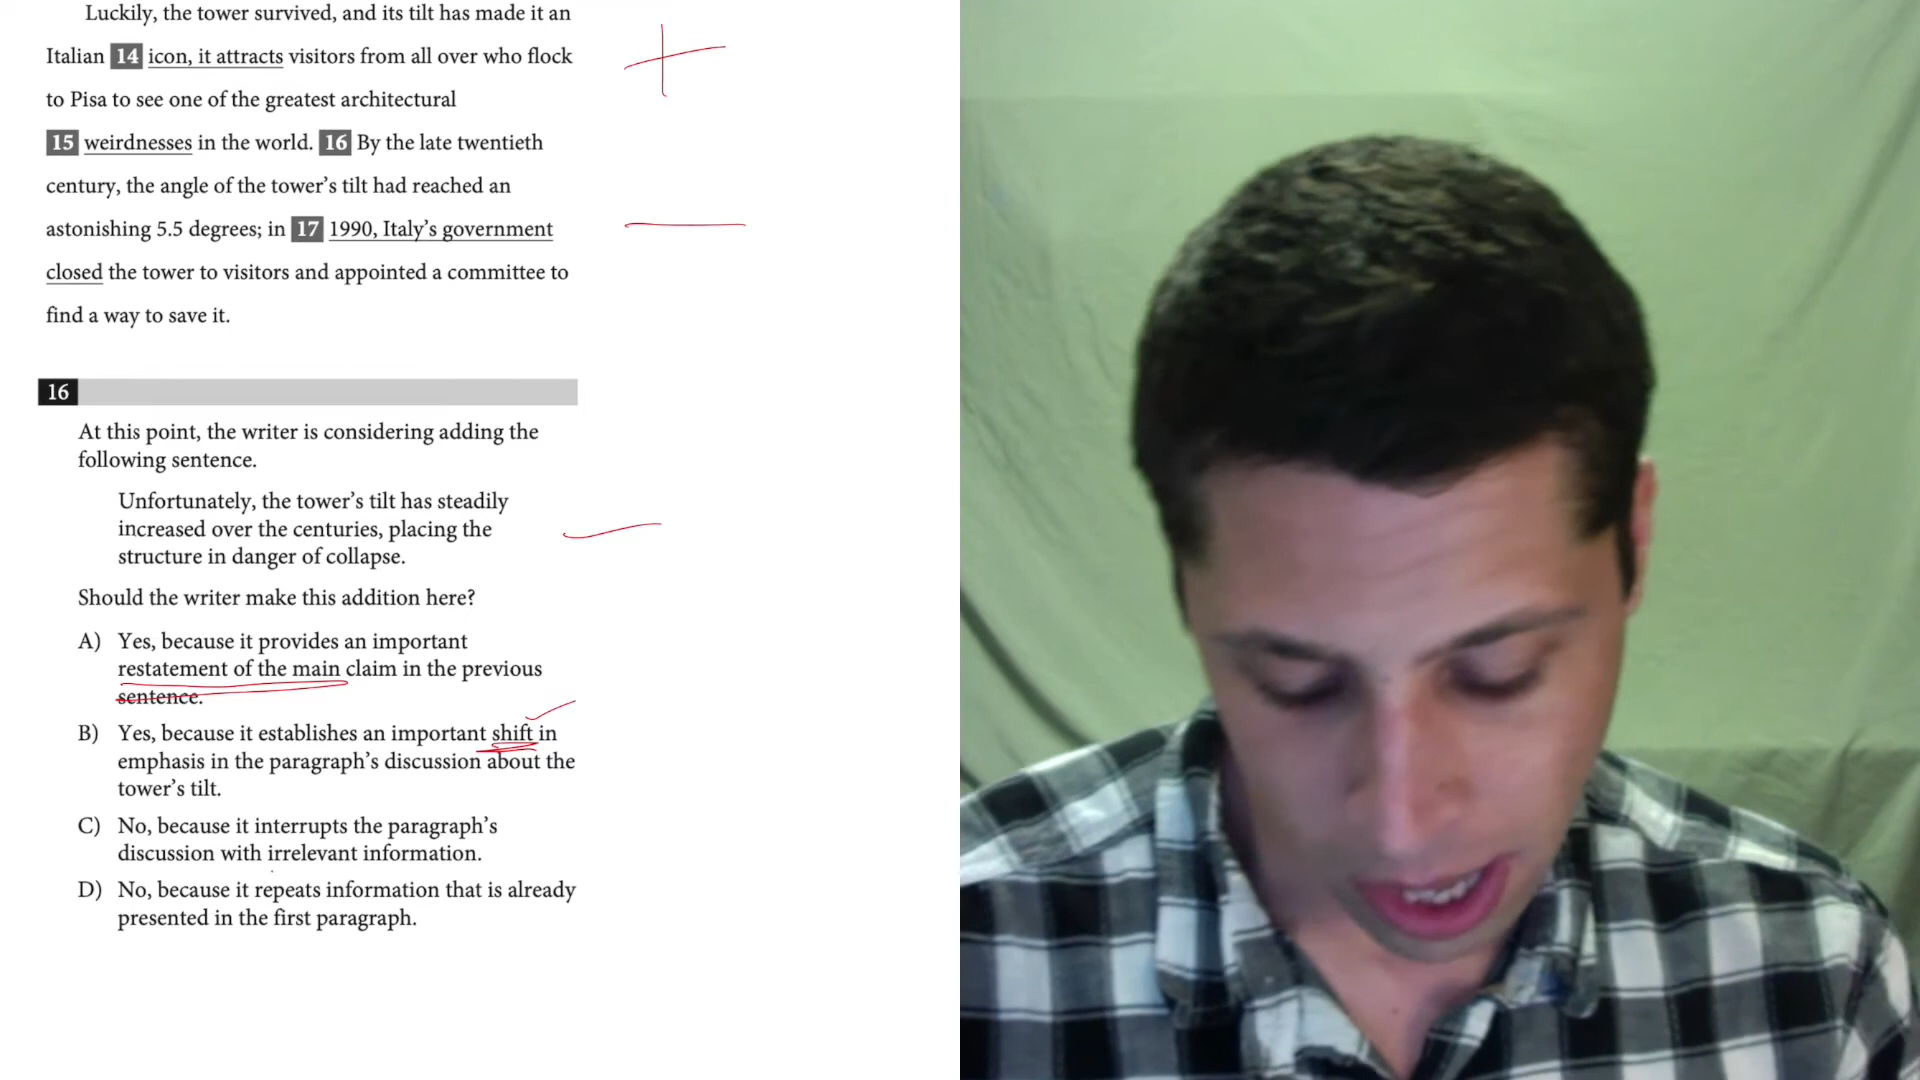 Luckily, the tower survived, and its tilt has made it an
Italian 14 icon, it attracts visitors from all over who flock
to Pisa to see one of the greatest architectural
15 weirdnesses in the world. 16 By the late twentieth
century, the angle of the tower’s tilt had reached an
astonishing 5.5 degrees; in 17 1990, Italy’s government
closed the tower to visitors and appointed a committee to
find a way to save it.
16
At this point, the writer is considering adding the
following sentence.
Unfortunately, the tower’s tilt has steadily
increased over the centuries, placing the
structure in danger of collapse.
Should the writer make this addition here?
A) Yes, because it provides an important
restatement of the main claim in the previous
sentence.
B) Yes, because it establishes an important shift in
emphasis in the paragraph’s discussion about the
tower’s tilt.
C) No, because it interrupts the paragraph’s
discussion with irrelevant information.
D) No, because it repeats information that is already
presented in the first paragraph.